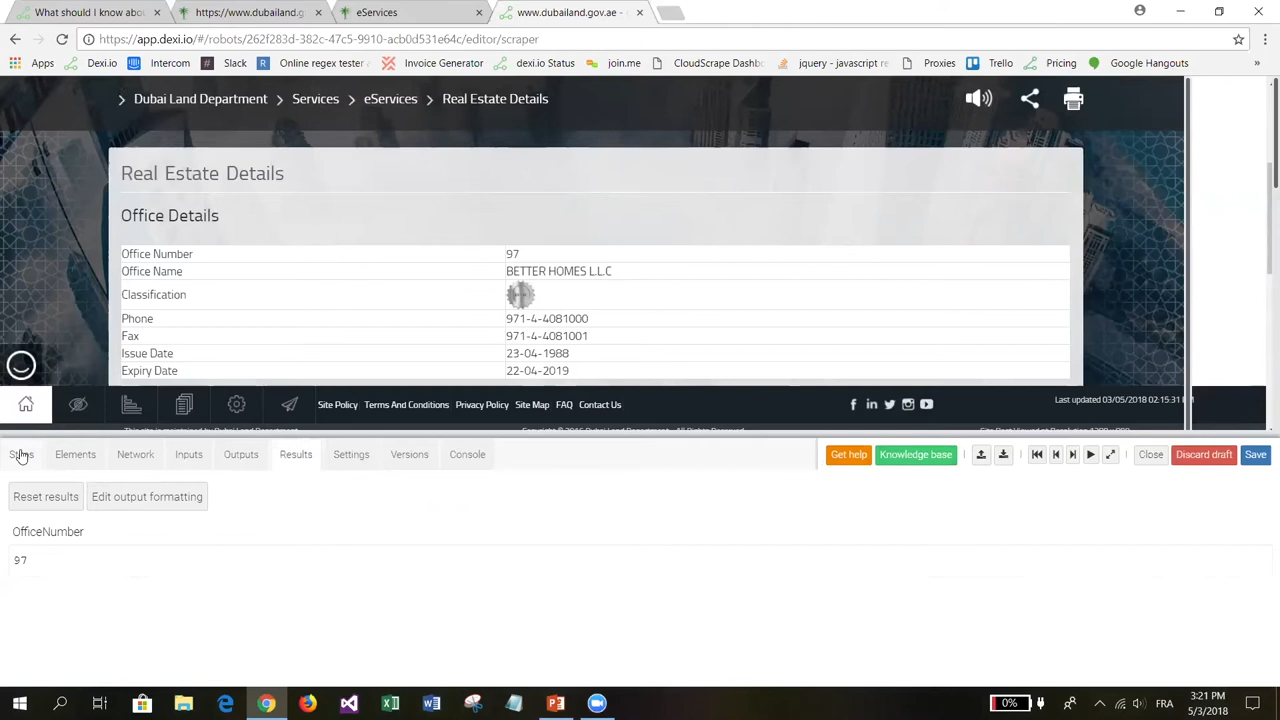 What should I know abou
https://www.dubailand.g
eServices
www.dubailand.gov.ae -
https://app.dexi.io/#/robots/262f283d-382c-47c5-9910-acb0d531e64c/editor/scraper
Apps Dexi.io Intercom Slack Online regex tester Invoice Generator dexi.io Status join.me CloudScrape Dashb jquery - javascript re Proxies Trello Pricing Google Hangouts »
Dubai Land Department Services eServices Real Estate Details
Real Estate Details
Office Details
Office Number 97
Office Name BETTER HOMES L.L.C
Classification
Phone 971-4-4081000
Fax 971-4-4081001
Issue Date 23-04-1988
Expiry Date 22-04-2019
Site Policy Terms And Conditions Privacy Policy Site Map FAQ Contact Us
Last updated 03/05/2018 02:15:31
Elements Network Inputs Outputs Results Settings Versions Console Get help Knowledge base Close Discard draft Save
Reset results Edit output formatting
OfficeNumber
97
0% FRA
3:21 PM
5/3/2018